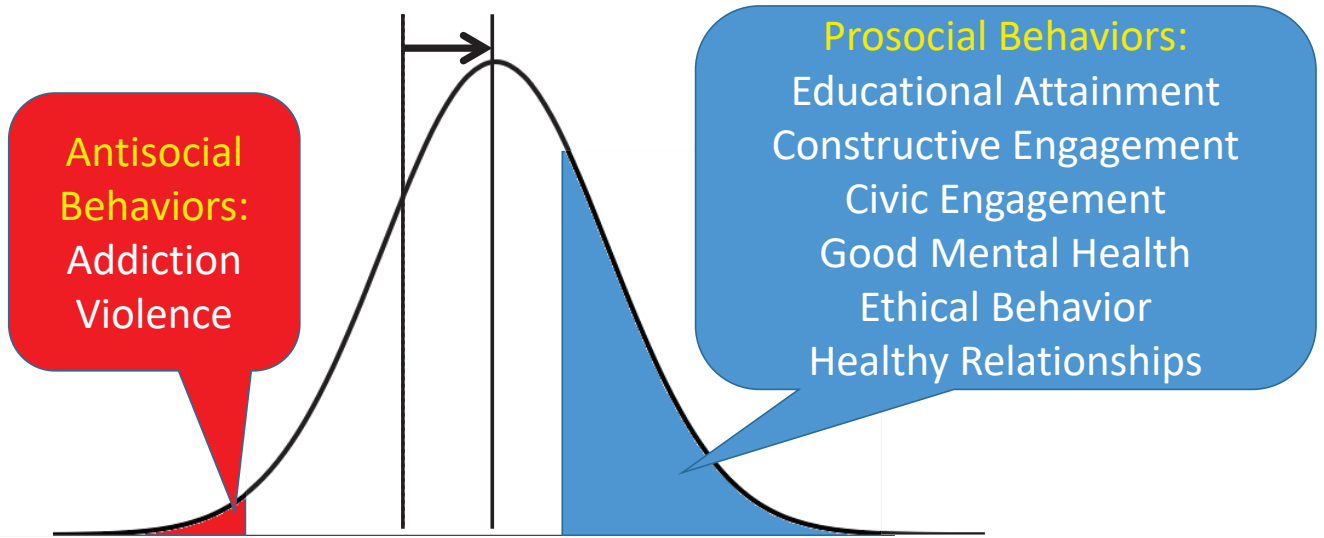 Antisocial
Behaviors:
Addiction
Violence
Prosocial Behaviors:
Educational Attainment
Constructive Engagement
Civic Engagement
Good Mental Health
Ethical Behavior
Healthy Relationships